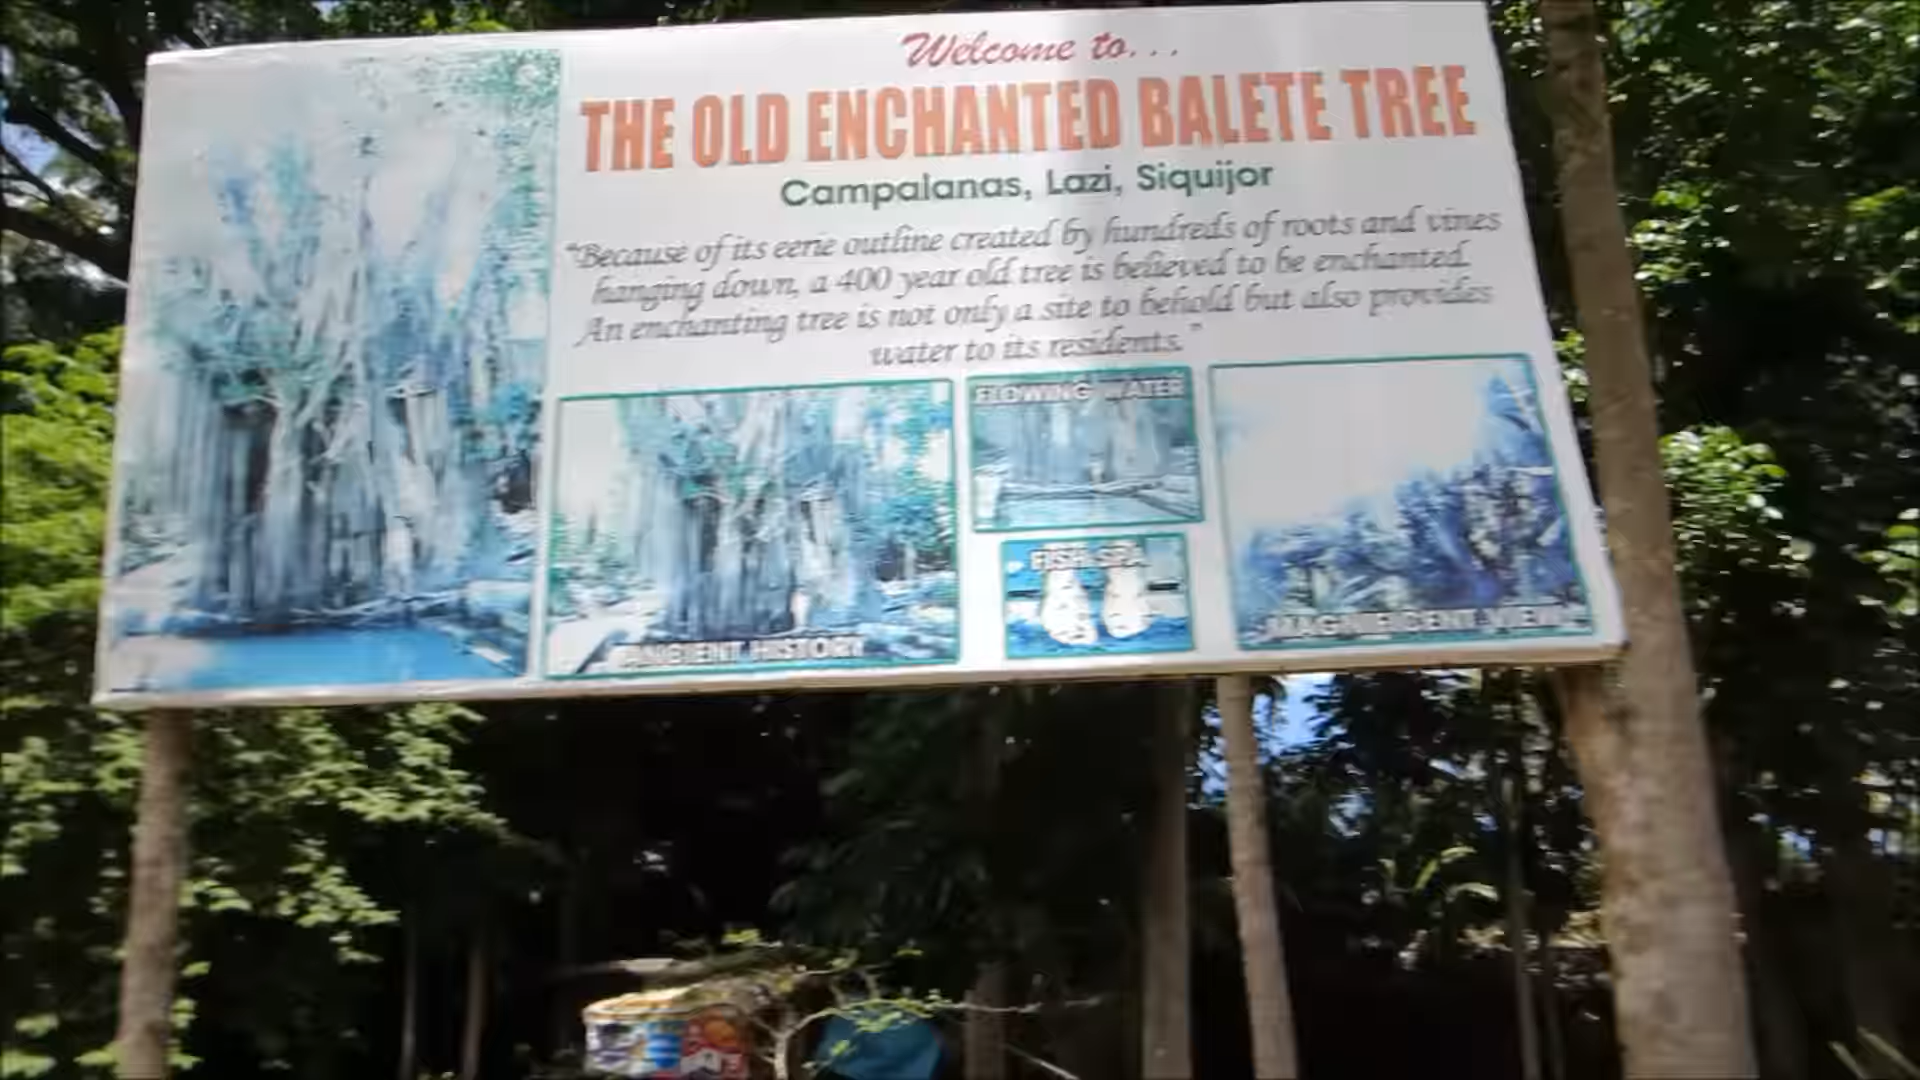 Welcome to...
THE OLD ENCHANTED BALETE TREE
Campalanas, Lazi, Siquijor
"Because of its eerie outline created by hundreds of roots and vines
hanging down, a 400 year old tree is believed to be enchanted.
An enchanting tree is not only a site to behold but also provides
water to its residents."
FLOWING WATER
FISH SPA
AMBIENT HISTORY
MAGNIFICENT VIEW